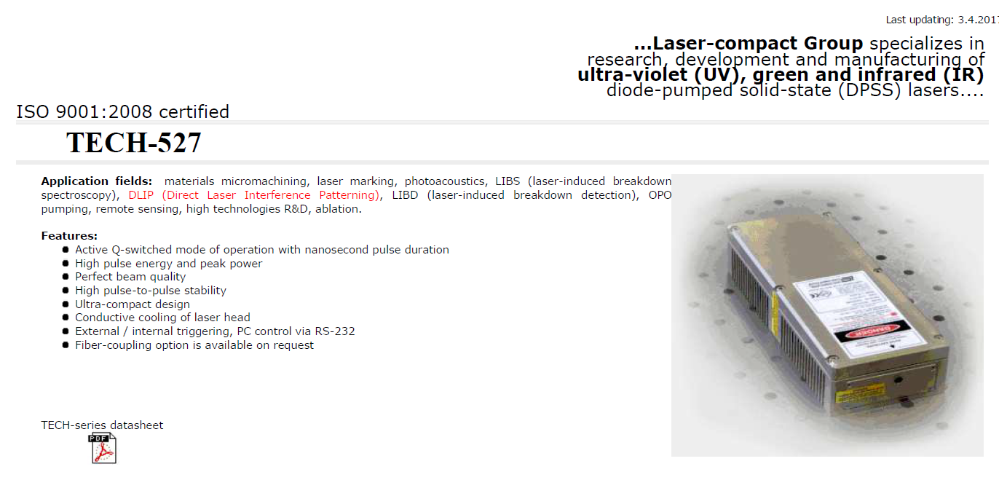 Last updating: 3.4.2017
...Laser-compact Group specializes in
research, development and manufacturing of
ultra-violet (UV), green and infrared (IR)
diode-pumped solid-state (DPSS) lasers....
ISO 9001:2008 certified
TECH-527
Application fields: materials micromachining, laser marking, photoacoustics, LIBS (laser-induced breakdown
spectroscopy), DLIP (Direct Laser Interference Patterning), LIBD (laser-induced breakdown detection), OPO
pumping, remote sensing, high technologies R&D, ablation.
Features:
Active Q-switched mode of operation with nanosecond pulse duration
High pulse energy and peak power
Perfect beam quality
High pulse-to-pulse stability
Ultra-compact design
Conductive cooling of laser head
External / internal triggering, PC control via RS-232
Fiber-coupling option is available on request
DANGER
TECH-series datasheet
PDF